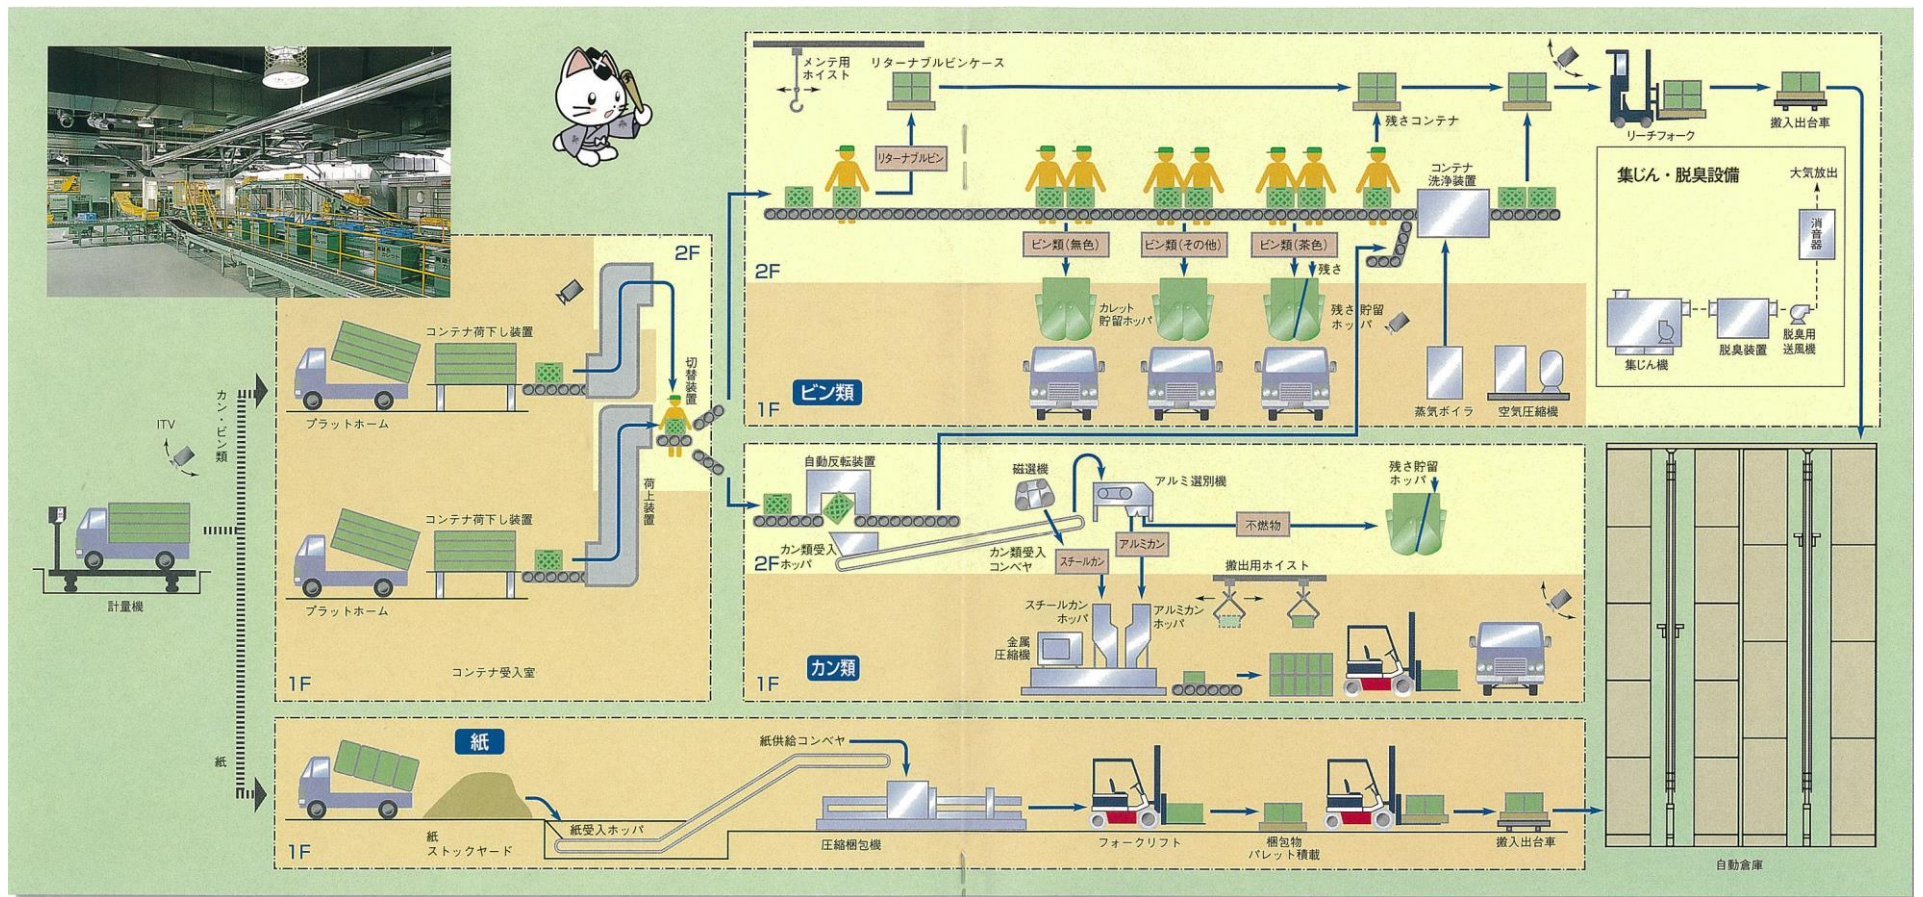 ITV
計量機
カン・ビン類
紙
2F
コンテナ荷下し装置
プラットホーム
切替装置
荷上装置
コンテナ荷下し装置
プラットホーム
コンテナ受入室
1F
メンテ用
ホイスト
リターナブルビンケース
リターナブルビン
残さコンテナ
コンテナ
洗浄装置
リーチフォーク
搬入出台車
集じん・脱臭設備
大気放出
消音器
集じん機
脱臭装置
脱臭用
送風機
ビン類(無色)
ビン類(その他)
ビン類(茶色)
残さ
2F
カレット
貯留ホッパ
残さ貯留
ホッパ
蒸気ボイラ
空気圧縮機
ビン類
1F
自動反転装置
磁選機
アルミ選別機
残さ貯留
ホッパ
不燃物
アルミカン
スチールカン
カン類受入
ホッパ
カン類受入
コンベヤ
2F
搬出用ホイスト
スチールカン
ホッパ
アルミカン
ホッパ
金属
圧縮機
カン類
1F
紙
紙供給コンベヤ
紙受入ホッパ
紙
ストックヤード
圧縮梱包機
フォークリフト
梱包物
パレット積載
搬入出台車
1F
自動倉庫